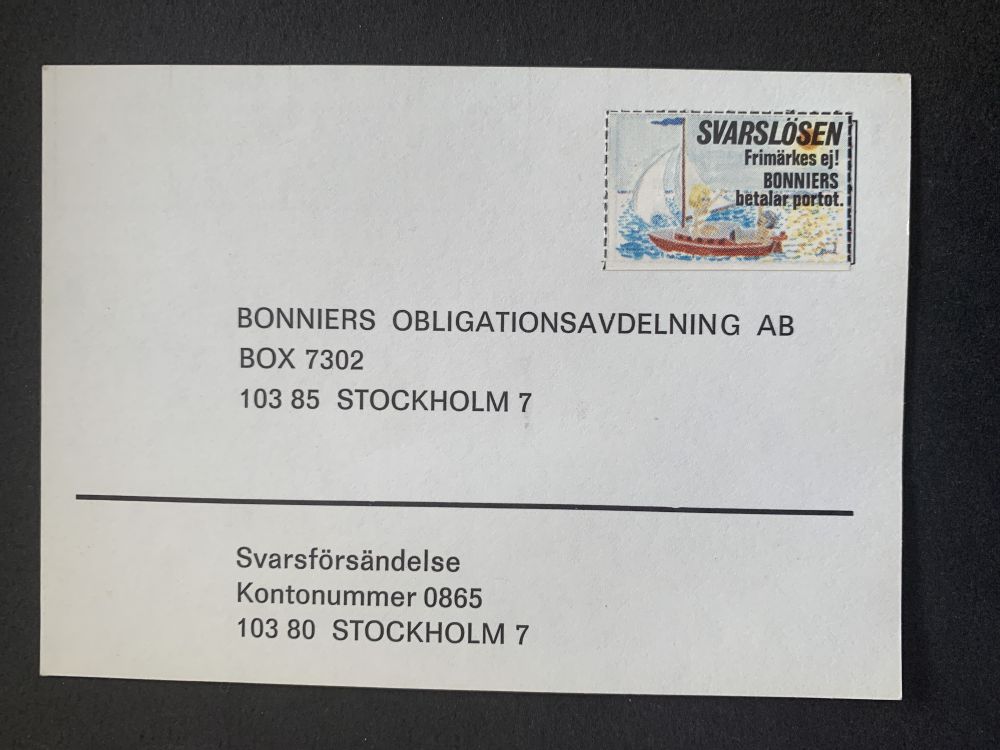 SVARSLÖSEN
Frimärkes ej!
BONNIERS
betalar portot.
BONNIERS OBLIGATIONSAVDELNING AB
BOX 7302
103 85 STOCKHOLM 7
Svarsförsändelse
Kontonummer 0865
103 80 STOCKHOLM 7